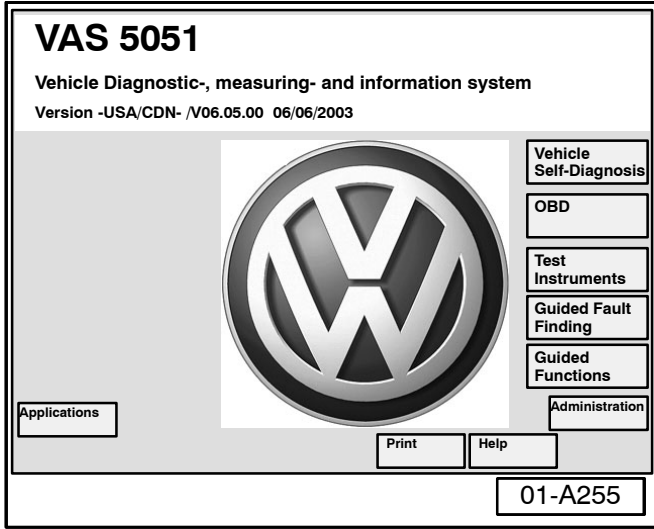 VAS 5051
Vehicle Diagnostic-, measuring- and information system
Version -USA/CDN- /V06.05.00 06/06/2003
Vehicle
Self-Diagnosis
OBD
Test
Instruments
Guided Fault
Finding
Guided
Functions
Applications
Administration
Print
Help
01-A255